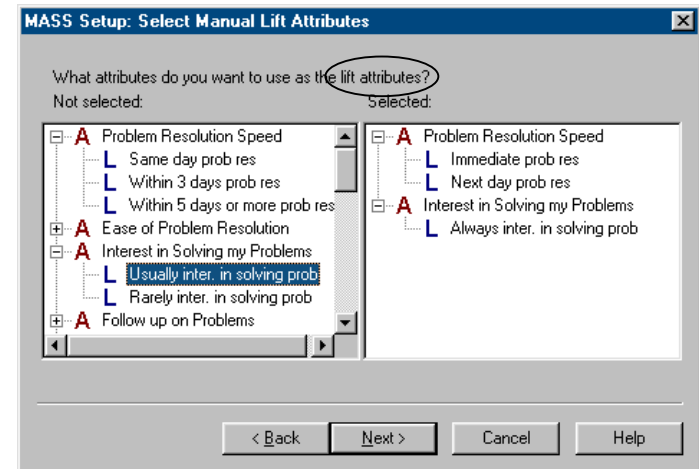 MASS Setup: Select Manual Lift Attributes
What attributes do you want to use as the lift attributes?
Not selected:
Selected:
A Problem Resolution Speed
L Same day prob res
L Within 3 days prob res
L Within 5 days or more prob res
A Ease of Problem Resolution
A Interest in Solving my Problems
L Usually inter. in solving prob
L Rarely inter. in solving prob
A Follow up on Problems
A Problem Resolution Speed
L Immediate prob res
L Next day prob res
A Interest in Solving my Problems
L Always inter. in solving prob
< Back
Next >
Cancel
Help